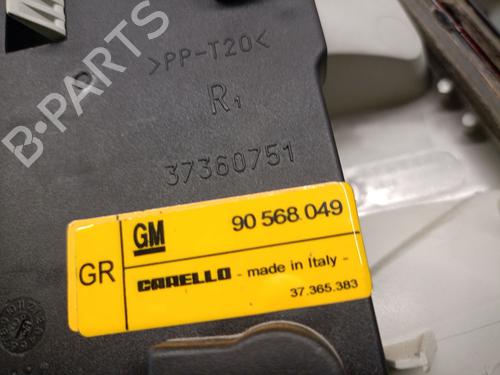 >PP-T20<
R1
37360751
GM 90 568 049
GR
CARELLO - made in Italy -
37.365.383
B-PARTS